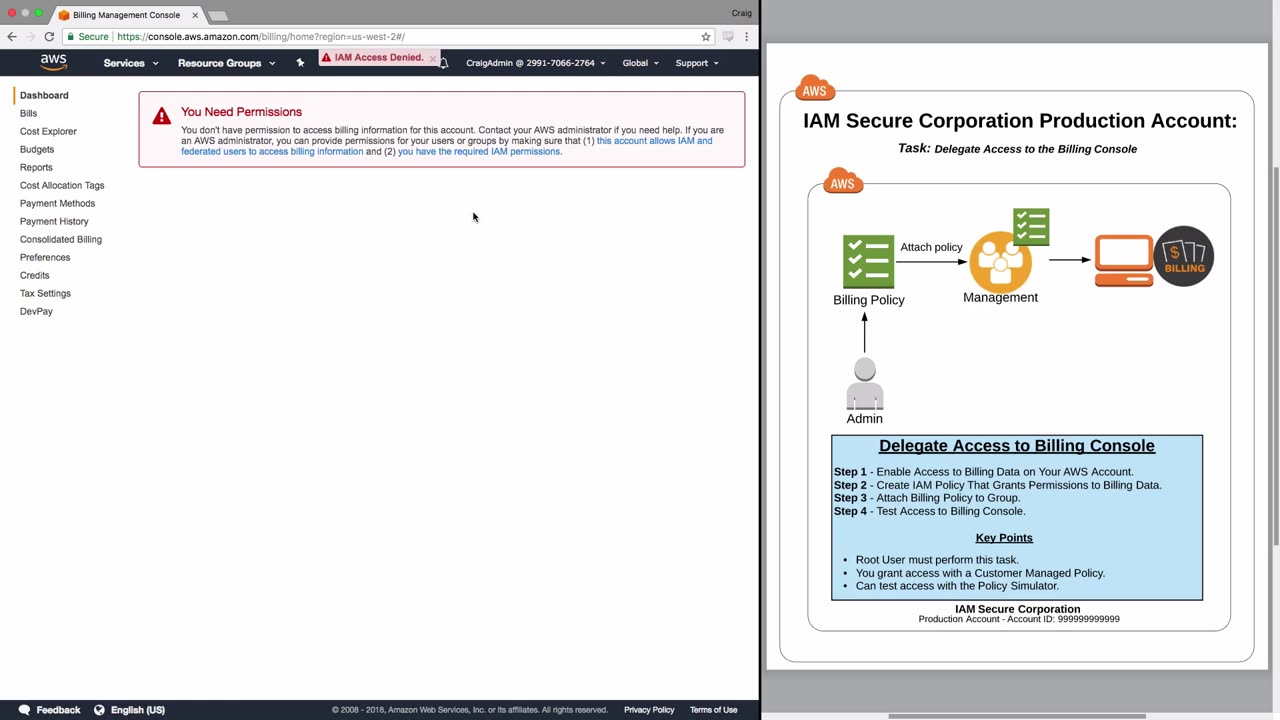 Billing Management Console
Craig
Secure
https://console.aws.amazon.com/billing/home?region=us-west-2#/
aws
Services
Resource Groups
IAM Access Denied.
CraigAdmin @ 2991-7066-2764
Global
Support
Dashboard
Bills
Cost Explorer
Budgets
Reports
Cost Allocation Tags
Payment Methods
Payment History
Consolidated Billing
Preferences
Credits
Tax Settings
DevPay
You Need Permissions
You don't have permission to access billing information for this account. Contact your AWS administrator if you need help. If you are
an AWS administrator, you can provide permissions for your users or groups by making sure that (1) this account allows IAM and
federated users to access billing information and (2) you have the required IAM permissions.
Feedback
English (US)
© 2008 - 2018, Amazon Web Services, Inc. or its affiliates. All rights reserved.
Privacy Policy
Terms of Use
AWS
IAM Secure Corporation Production Account:
Task: Delegate Access to the Billing Console
AWS
Attach policy
$
BILLING
Billing Policy
Management
Admin
Delegate Access to Billing Console
Step 1 - Enable Access to Billing Data on Your AWS Account.
Step 2 - Create IAM Policy That Grants Permissions to Billing Data.
Step 3 - Attach Billing Policy to Group.
Step 4 - Test Access to Billing Console.
Key Points
• Root User must perform this task.
• You grant access with a Customer Managed Policy.
• Can test access with the Policy Simulator.
IAM Secure Corporation
Production Account - Account ID: 999999999999